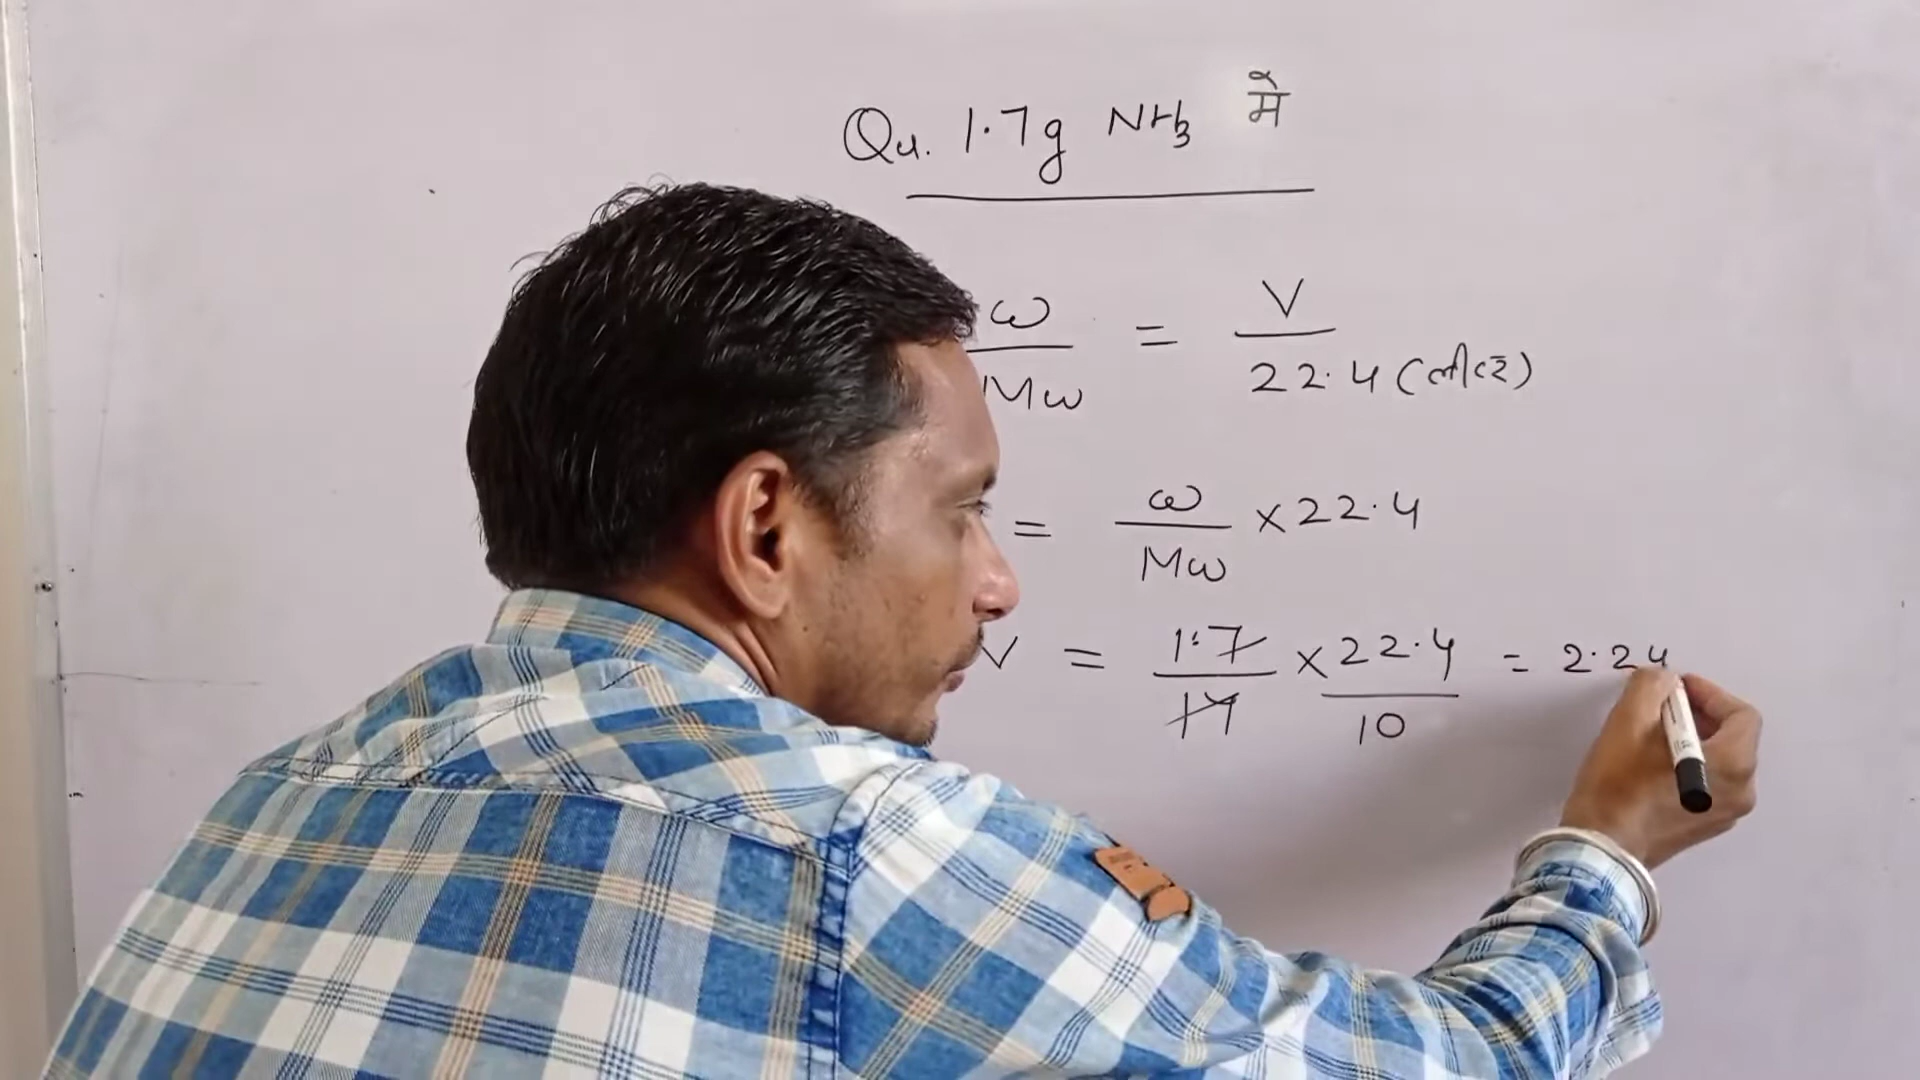 Qu. 1.7g NH3 मे
w/Mw = V/22.4 (लीटर)
= w/Mw × 22.4
V = 1.7/17 × 22.4/10 = 2.24